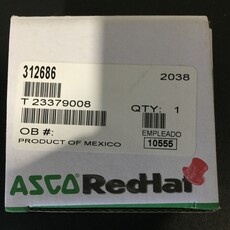 312686 2038
T 23379008 QTY: 1
OB #: EMPLEADO
PRODUCT OF MEXICO 10555
ASCO RedHat